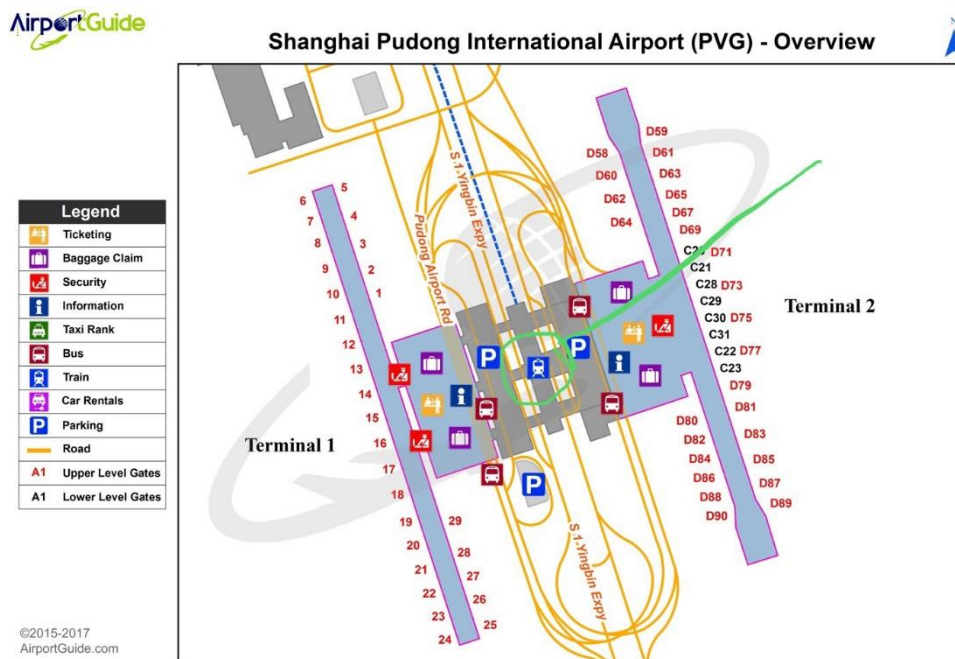 AirportGuide
Shanghai Pudong International Airport (PVG) - Overview
N
Legend
Ticketing
Baggage Claim
Security
Information
Taxi Rank
Bus
Train
Car Rentals
Parking
Road
A1 Upper Level Gates
A1 Lower Level Gates
S.1.Yingbin Expy
Pudong Airport Rd
S.1.Yingbin Expy
Terminal 1
Terminal 2
5
6
4
7
3
8
2
9
1
10
11
12
13
14
15
16
17
18
19
29
20
28
21
27
22
26
23
25
24
D59
D58
D61
D60
D63
D62
D65
D64
D67
D69
D71
C21
C28 D73
C29
C30 D75
C31
C22 D77
C23
D79
D81
D80
D82
D83
D84
D85
D86
D87
D88
D89
D90
P
P
P
©2015-2017
AirportGuide.com